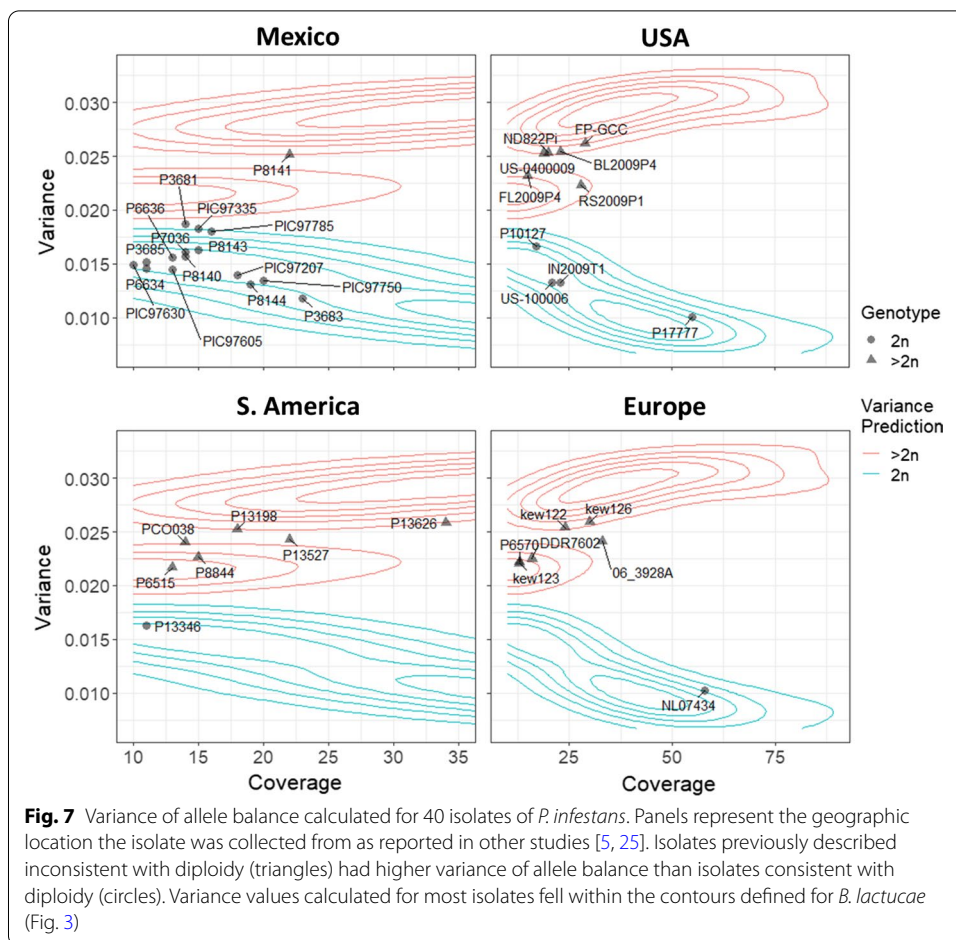 Mexico
USA
Variance
0.030
0.025
0.020
0.015
0.010
P8141
P3681
PIC97335
P6636
PIC97785
P7036
P8143
P3685
P8140
PIC97207
P6634
PIC97750
P8144
P3683
PIC97630
PIC97605
ND822Pi
FP-GCC
US-0400009
BL2009P4
FL2009P4
RS2009P1
P10127
IN2009T1
US-100006
P17777
Genotype
2n
>2n
Variance
Prediction
>2n
2n
S. America
Europe
Variance
0.030
0.025
0.020
0.015
0.010
PCO038
P13198
P13626
P13527
P6515
P8844
P13346
kew122
kew126
P6570
DDR7602
kew123
06_3928A
NL07434
10 15 20 25 30 35
25 50 75
Coverage
Coverage
Fig. 7 Variance of allele balance calculated for 40 isolates of P. infestans. Panels represent the geographic
location the isolate was collected from as reported in other studies [5, 25]. Isolates previously described
inconsistent with diploidy (triangles) had higher variance of allele balance than isolates consistent with
diploidy (circles). Variance values calculated for most isolates fell within the contours defined for B. lactucae
(Fig. 3)